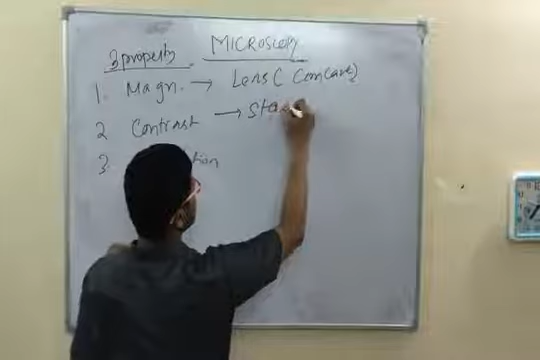 MICROSCOPY
3 property
1. Magn. → Lens ( Concave)
2 Contrast → Sta
3.